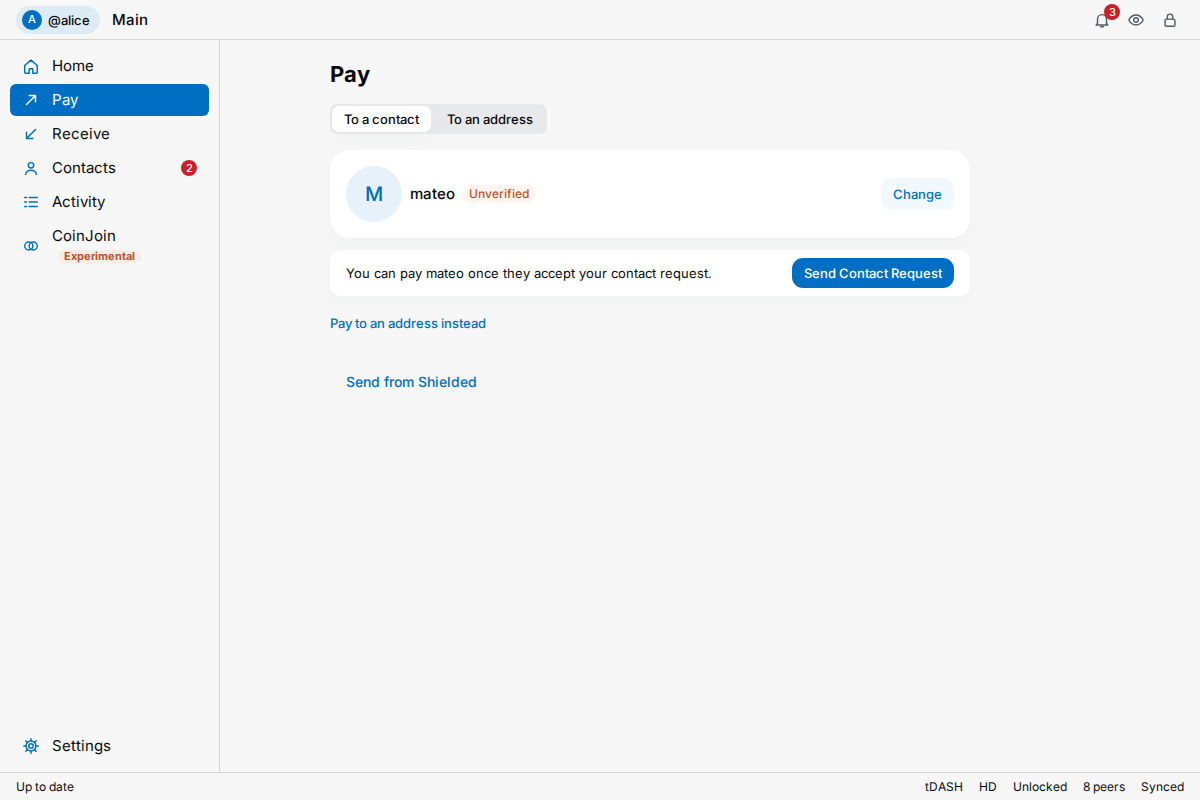 A @alice Main 3
Home
Pay
Receive
Contacts 2
Activity
CoinJoin
Experimental
Settings
Pay
To a contact To an address
M mateo Unverified Change
You can pay mateo once they accept your contact request. Send Contact Request
Pay to an address instead
Send from Shielded
Up to date tDASH HD Unlocked 8 peers Synced